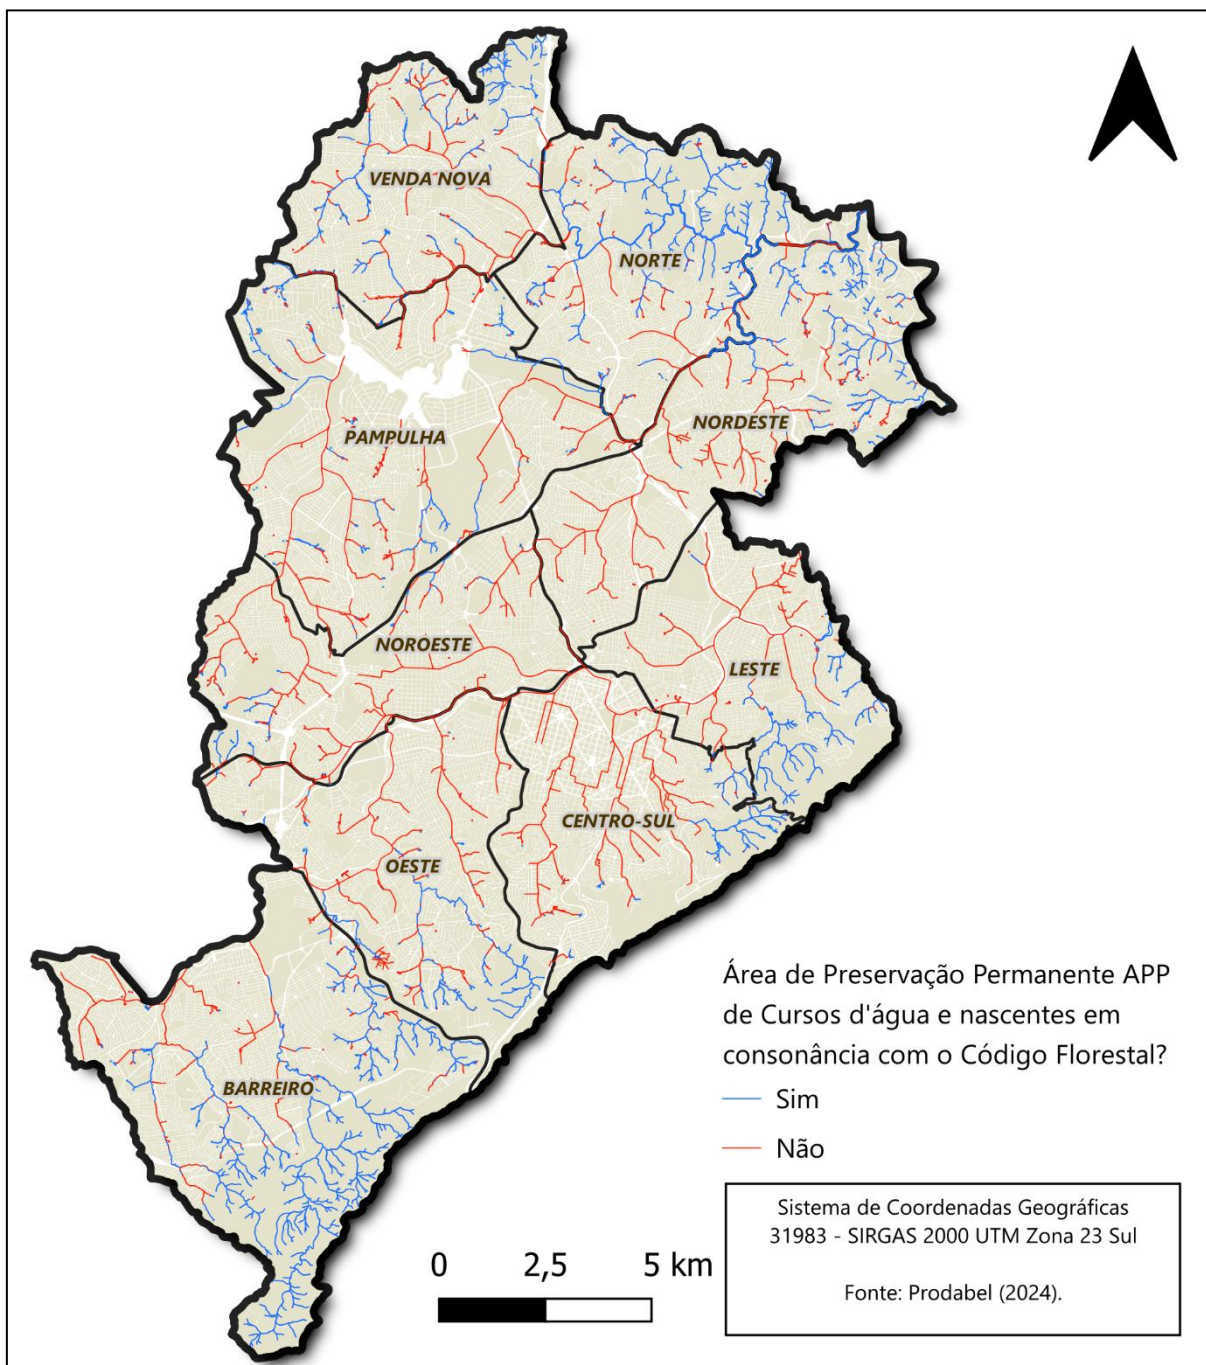 VENDA NOVA
NORTE
NORDESTE
PAMPULHA
NOROESTE
LESTE
CENTRO-SUL
OESTE
BARREIRO
Área de Preservação Permanente APP
de Cursos d'água e nascentes em
consonância com o Código Florestal?
Sim
Não
Sistema de Coordenadas Geográficas
31983 - SIRGAS 2000 UTM Zona 23 Sul
Fonte: Prodabel (2024).
0 2,5 5 km